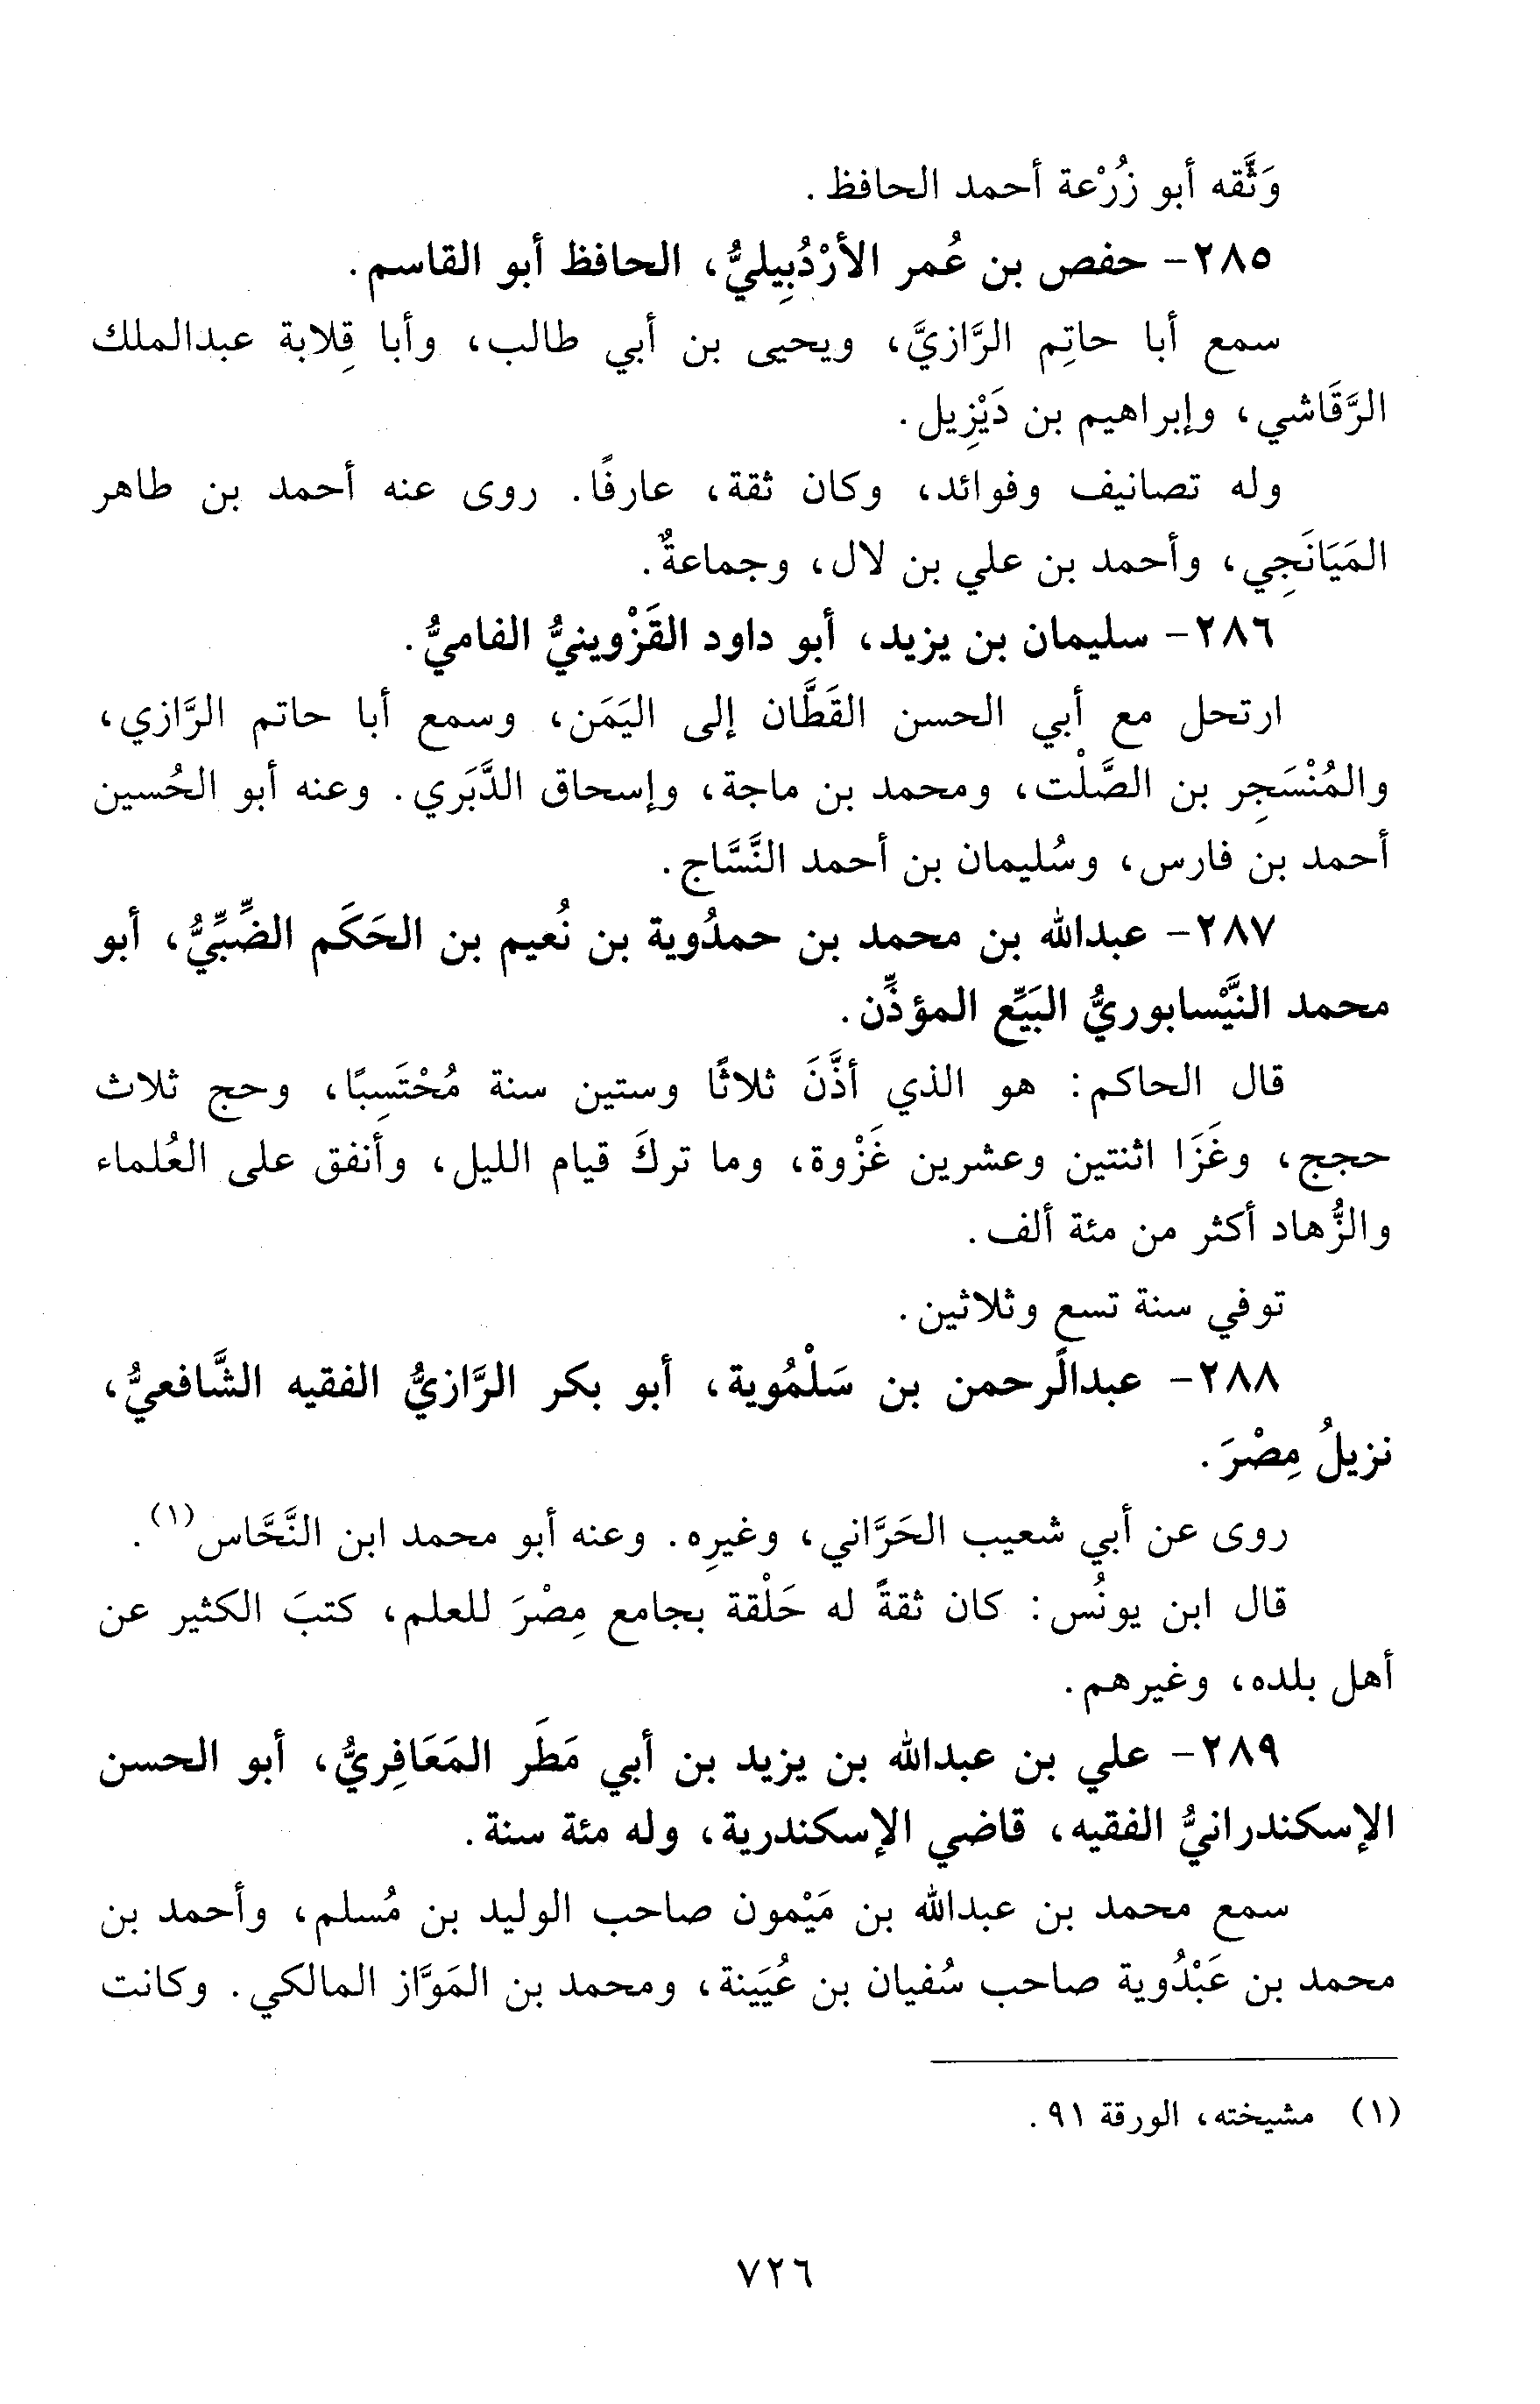 وَثَّقه أبو زُرْعة أحمد الحافظ.
٢٨٥- حفص بن عُمر الأرْدُبِيليُّ، الحافظ أبو القاسم.
سمع أبا حاتِم الرَّازيَّ، ويحيى بن أبي طالب، وأبا قِلابة عبدالملك
الرَّقَاشي، وإبراهيم بن دَيْزِيل.
وله تصانيف وفوائد، وكان ثقة، عارفًا. روى عنه أحمد بن طاهر
المَيَانَجِي، وأحمد بن علي بن لال، وجماعةٌ.
٢٨٦- سليمان بن يزيد، أبو داود القَزْوينيُّ الفاميُّ.
ارتحل مع أبي الحسن القَطَّان إلى اليَمَن، وسمع أبا حاتم الرَّازي،
والمُنْسَجِر بن الصَّلْت، ومحمد بن ماجة، وإسحاق الدَّبَري. وعنه أبو الحُسين
أحمد بن فارس، وسُليمان بن أحمد النَّسَّاج.
٢٨٧- عبدالله بن محمد بن حمدُوية بن نُعيم بن الحَكَم الضِّبِّيُّ، أبو
محمد النَّيْسابوريُّ البَيِّع المؤذِّن.
قال الحاكم: هو الذي أذَّنَ ثلاثًا وستين سنة مُحْتَسِبًا، وحج ثلاث
حجج، وغَزَا اثنتين وعشرين غَزْوة، وما تركَ قيام الليل، وأنفق على العُلماء
والزُّهاد أكثر من مئة ألف.
توفي سنة تسع وثلاثين.
٢٨٨- عبدالرحمن بن سَلْمُوية، أبو بكر الرَّازيُّ الفقيه الشَّافعيُّ،
نزيلُ مِصْرَ.
روى عن أبي شعيب الحَرَّاني، وغيرِه. وعنه أبو محمد ابن النَّحَّاس(١).
قال ابن يونُس: كان ثقةً له حَلْقة بجامع مِصْرَ للعلم، كتبَ الكثير عن
أهل بلده، وغيرهم.
٢٨٩- علي بن عبدالله بن يزيد بن أبي مَطَر المَعَافِريُّ، أبو الحسن
الإسكندرانيُّ الفقيه، قاضي الإسكندرية، وله مئة سنة.
سمع محمد بن عبدالله بن مَيْمون صاحب الوليد بن مُسلم، وأحمد بن
محمد بن عَبْدُوية صاحب سُفيان بن عُيَينة، ومحمد بن المَوَّاز المالكي. وكانت
(١) مشيخته، الورقة ٩١.
٧٢٦